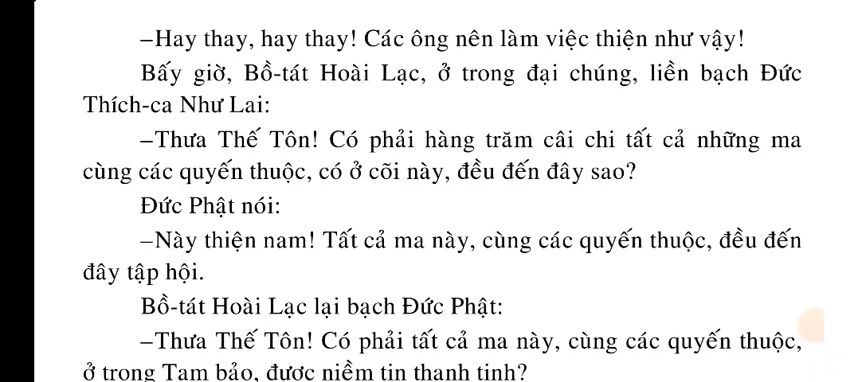 –Hay thay, hay thay! Các ông nên làm việc thiện như vậy!
Bấy giờ, Bồ-tát Hoài Lạc, ở trong đại chúng, liền bạch Đức
Thích-ca Như Lai:
–Thưa Thế Tôn! Có phải hàng trăm câi chi tất cả những ma
cùng các quyến thuộc, có ở cõi này, đều đến đây sao?
Đức Phật nói:
–Này thiện nam! Tất cả ma này, cùng các quyến thuộc, đều đến
đây tập hội.
Bồ-tát Hoài Lạc lại bạch Đức Phật:
–Thưa Thế Tôn! Có phải tất cả ma này, cùng các quyến thuộc,
ở trong Tam bảo, được niềm tin thanh tịnh?